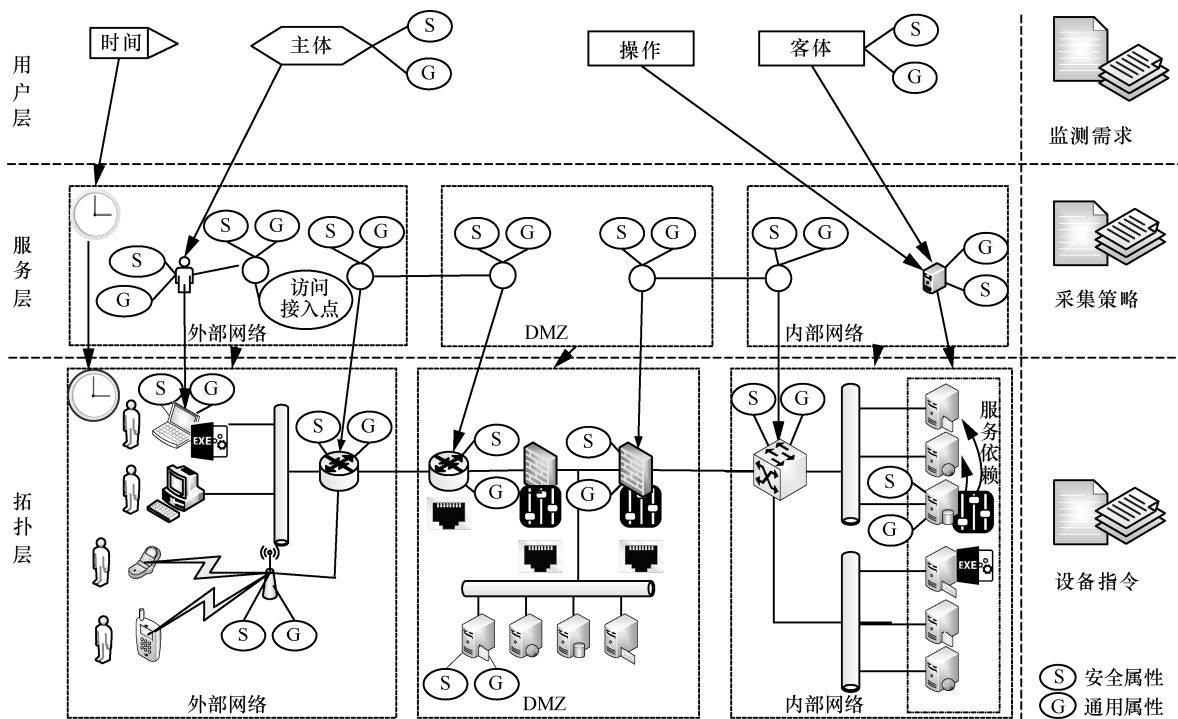 用户层
时间
主体
S
G
操作
客体
S
G
监测需求
服务层
S
G
S
G
访问
接入点
S
G
外部网络
S
G
S
G
DMZ
S
G
G
S
内部网络
采集策略
拓扑层
S
G
EXE
S
G
S
G
外部网络
S
G
S
G
S
G
DMZ
S
G
服务依赖
S
G
EXE
内部网络
设备指令
S 安全属性
G 通用属性